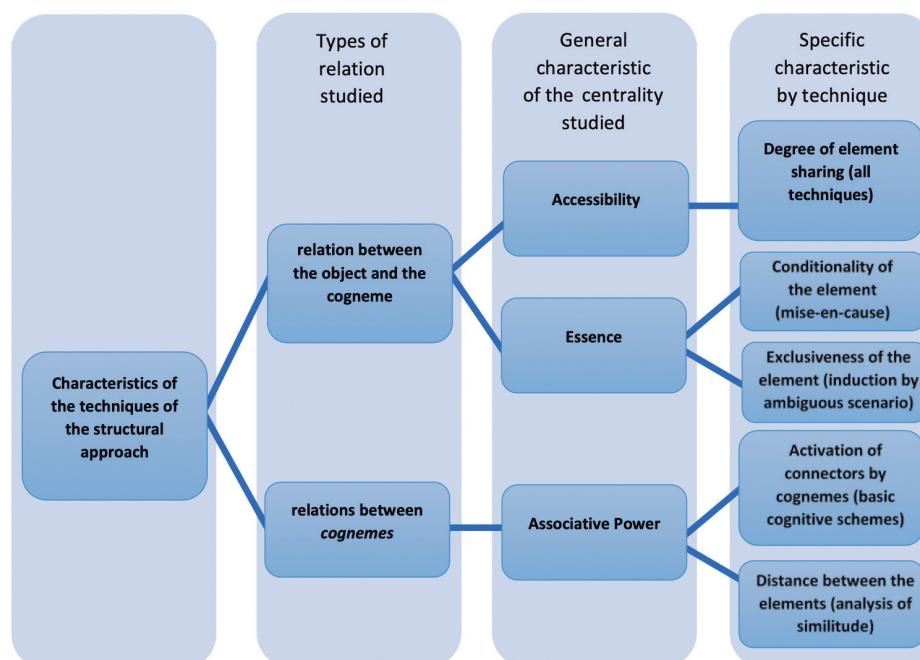 Types of
relation
studied
General
characteristic
of the centrality
studied
Specific
characteristic
by technique
Characteristics of
the techniques of
the structural
approach
relation between
the object and the
cogneme
relations between
cognemes
Accessibility
Essence
Associative Power
Degree of element
sharing (all
techniques)
Conditionality of
the element
(mise-en-cause)
Exclusiveness of the
element (induction by
ambiguous scenario)
Activation of
connectors by
cognemes (basic
cognitive schemes)
Distance between the
elements (analysis of
similitude)